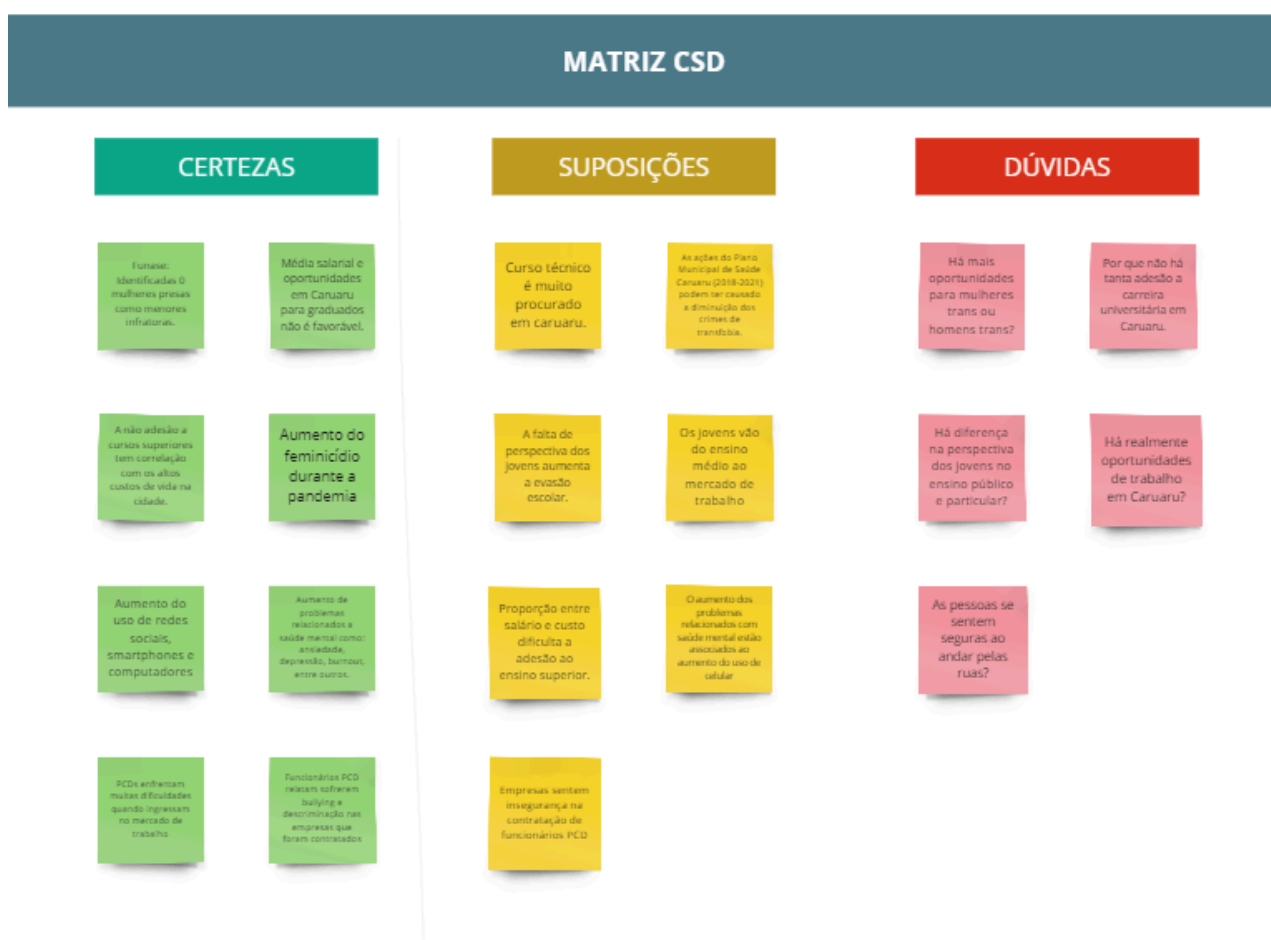 MATRIZ CSD
CERTEZAS
Funase:
Identificadas 0
mulheres presas
como menores
infratoras.
Média salarial e
oportunidades
em Caruaru
para graduados
não é favorável.
A não adesão a
cursos superiores
tem correlação
com os altos
custos de vida na
cidade.
Aumento do
feminicídio
durante a
pandemia
Aumento do
uso de redes
sociais,
smartphones e
computadores
Aumento de
problemas
relacionados a
saúde mental como:
ansiedade,
depressão, burnout,
entre outros.
PCDs enfrentam
muitas dificuldades
quando ingressam
no mercado de
trabalho
Funcionários PCD
relatam sofrerem
bullying e
descriminação nas
empresas que
foram contratados
SUPOSIÇÕES
Curso técnico
é muito
procurado
em caruaru.
As ações do Plano
Municipal de Saúde
Caruaru (2018-2021)
podem ter causado
a diminuição dos
crimes de
transfobia.
A falta de
perspectiva dos
jovens aumenta
a evasão
escolar.
Os jovens vão
do ensino
médio ao
mercado de
trabalho
Proporção entre
salário e custo
dificulta a
adesão ao
ensino superior.
O aumento dos
problemas
relacionados com
saúde mental estão
associados ao
aumento do uso de
celular
Empresas sentem
insegurança na
contratação de
funcionários PCD
DÚVIDAS
Há mais
oportunidades
para mulheres
trans ou
homens trans?
Por que não há
tanta adesão a
carreira
universitária em
Caruaru.
Há diferença
na perspectiva
dos jovens no
ensino público
e particular?
Há realmente
oportunidades
de trabalho
em Caruaru?
As pessoas se
sentem
seguras ao
andar pelas
ruas?